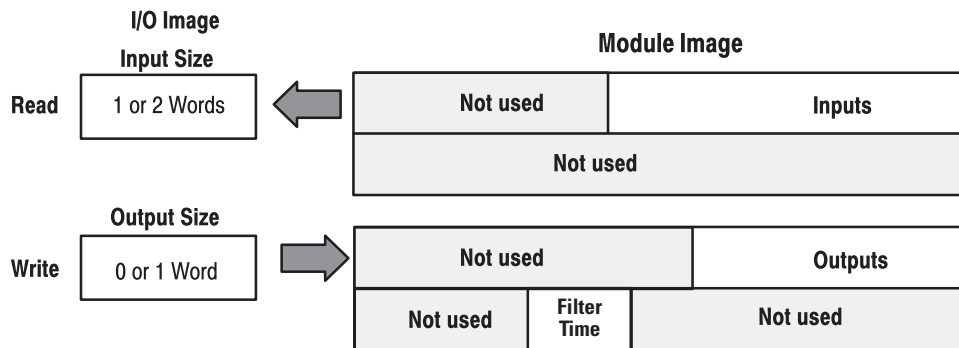 I/O Image
Module Image
Input Size
Read
1 or 2 Words
Not used
Inputs
Not used
Output Size
Write
0 or 1 Word
Not used
Outputs
Not used
Filter
Time
Not used